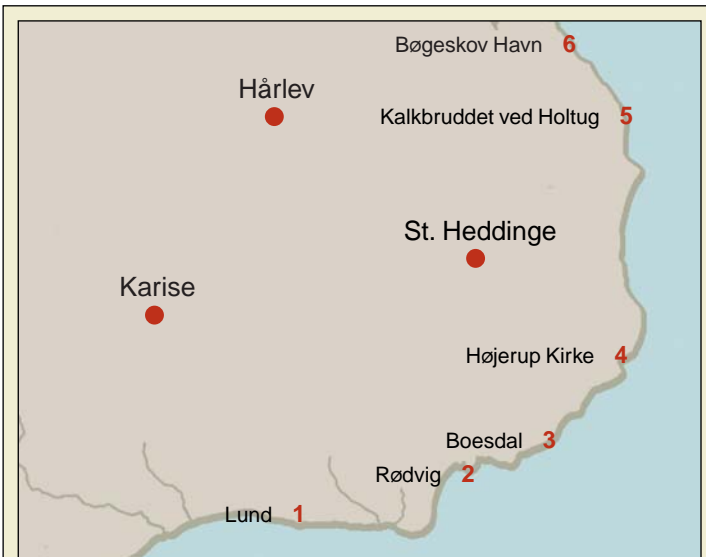 Bøgeskov Havn 6
Hårlev
Kalkbruddet ved Holtug 5
St. Heddinge
Karise
Højerup Kirke 4
Boesdal 3
Rødvig 2
Lund 1